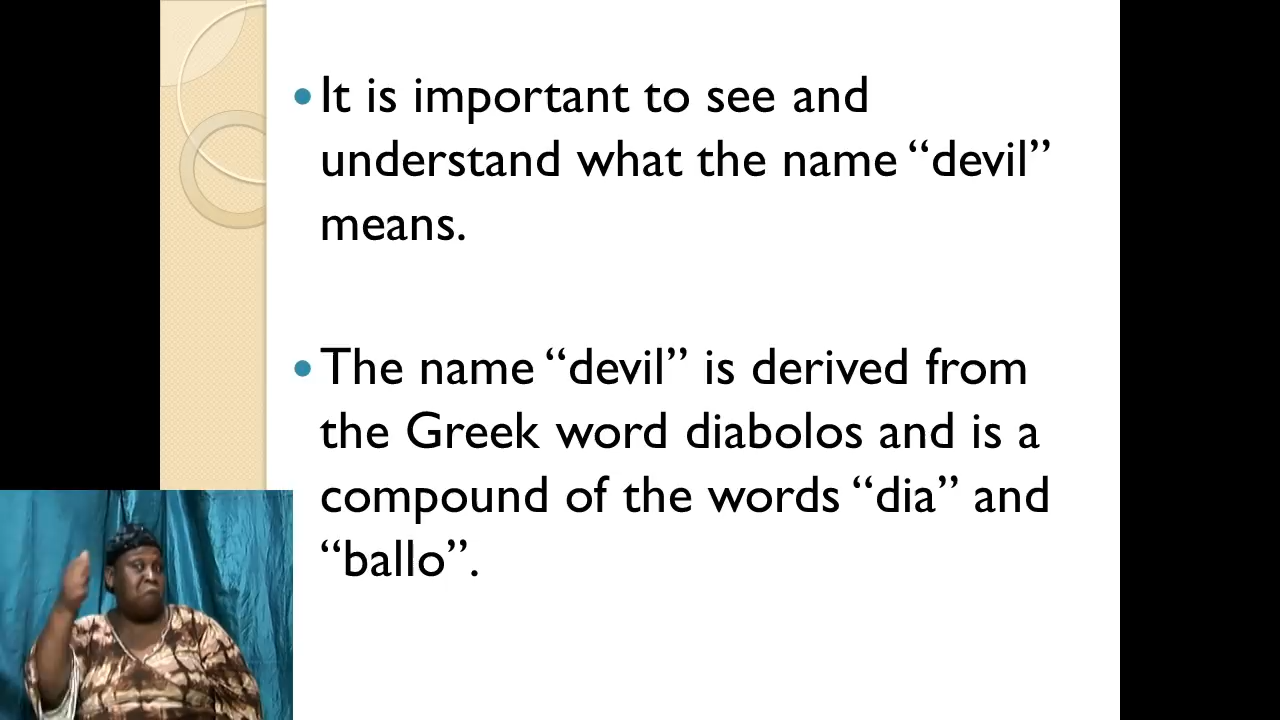 It is important to see and
understand what the name “devil”
means.
The name “devil” is derived from
the Greek word diabolos and is a
compound of the words “dia” and
“ballo”.